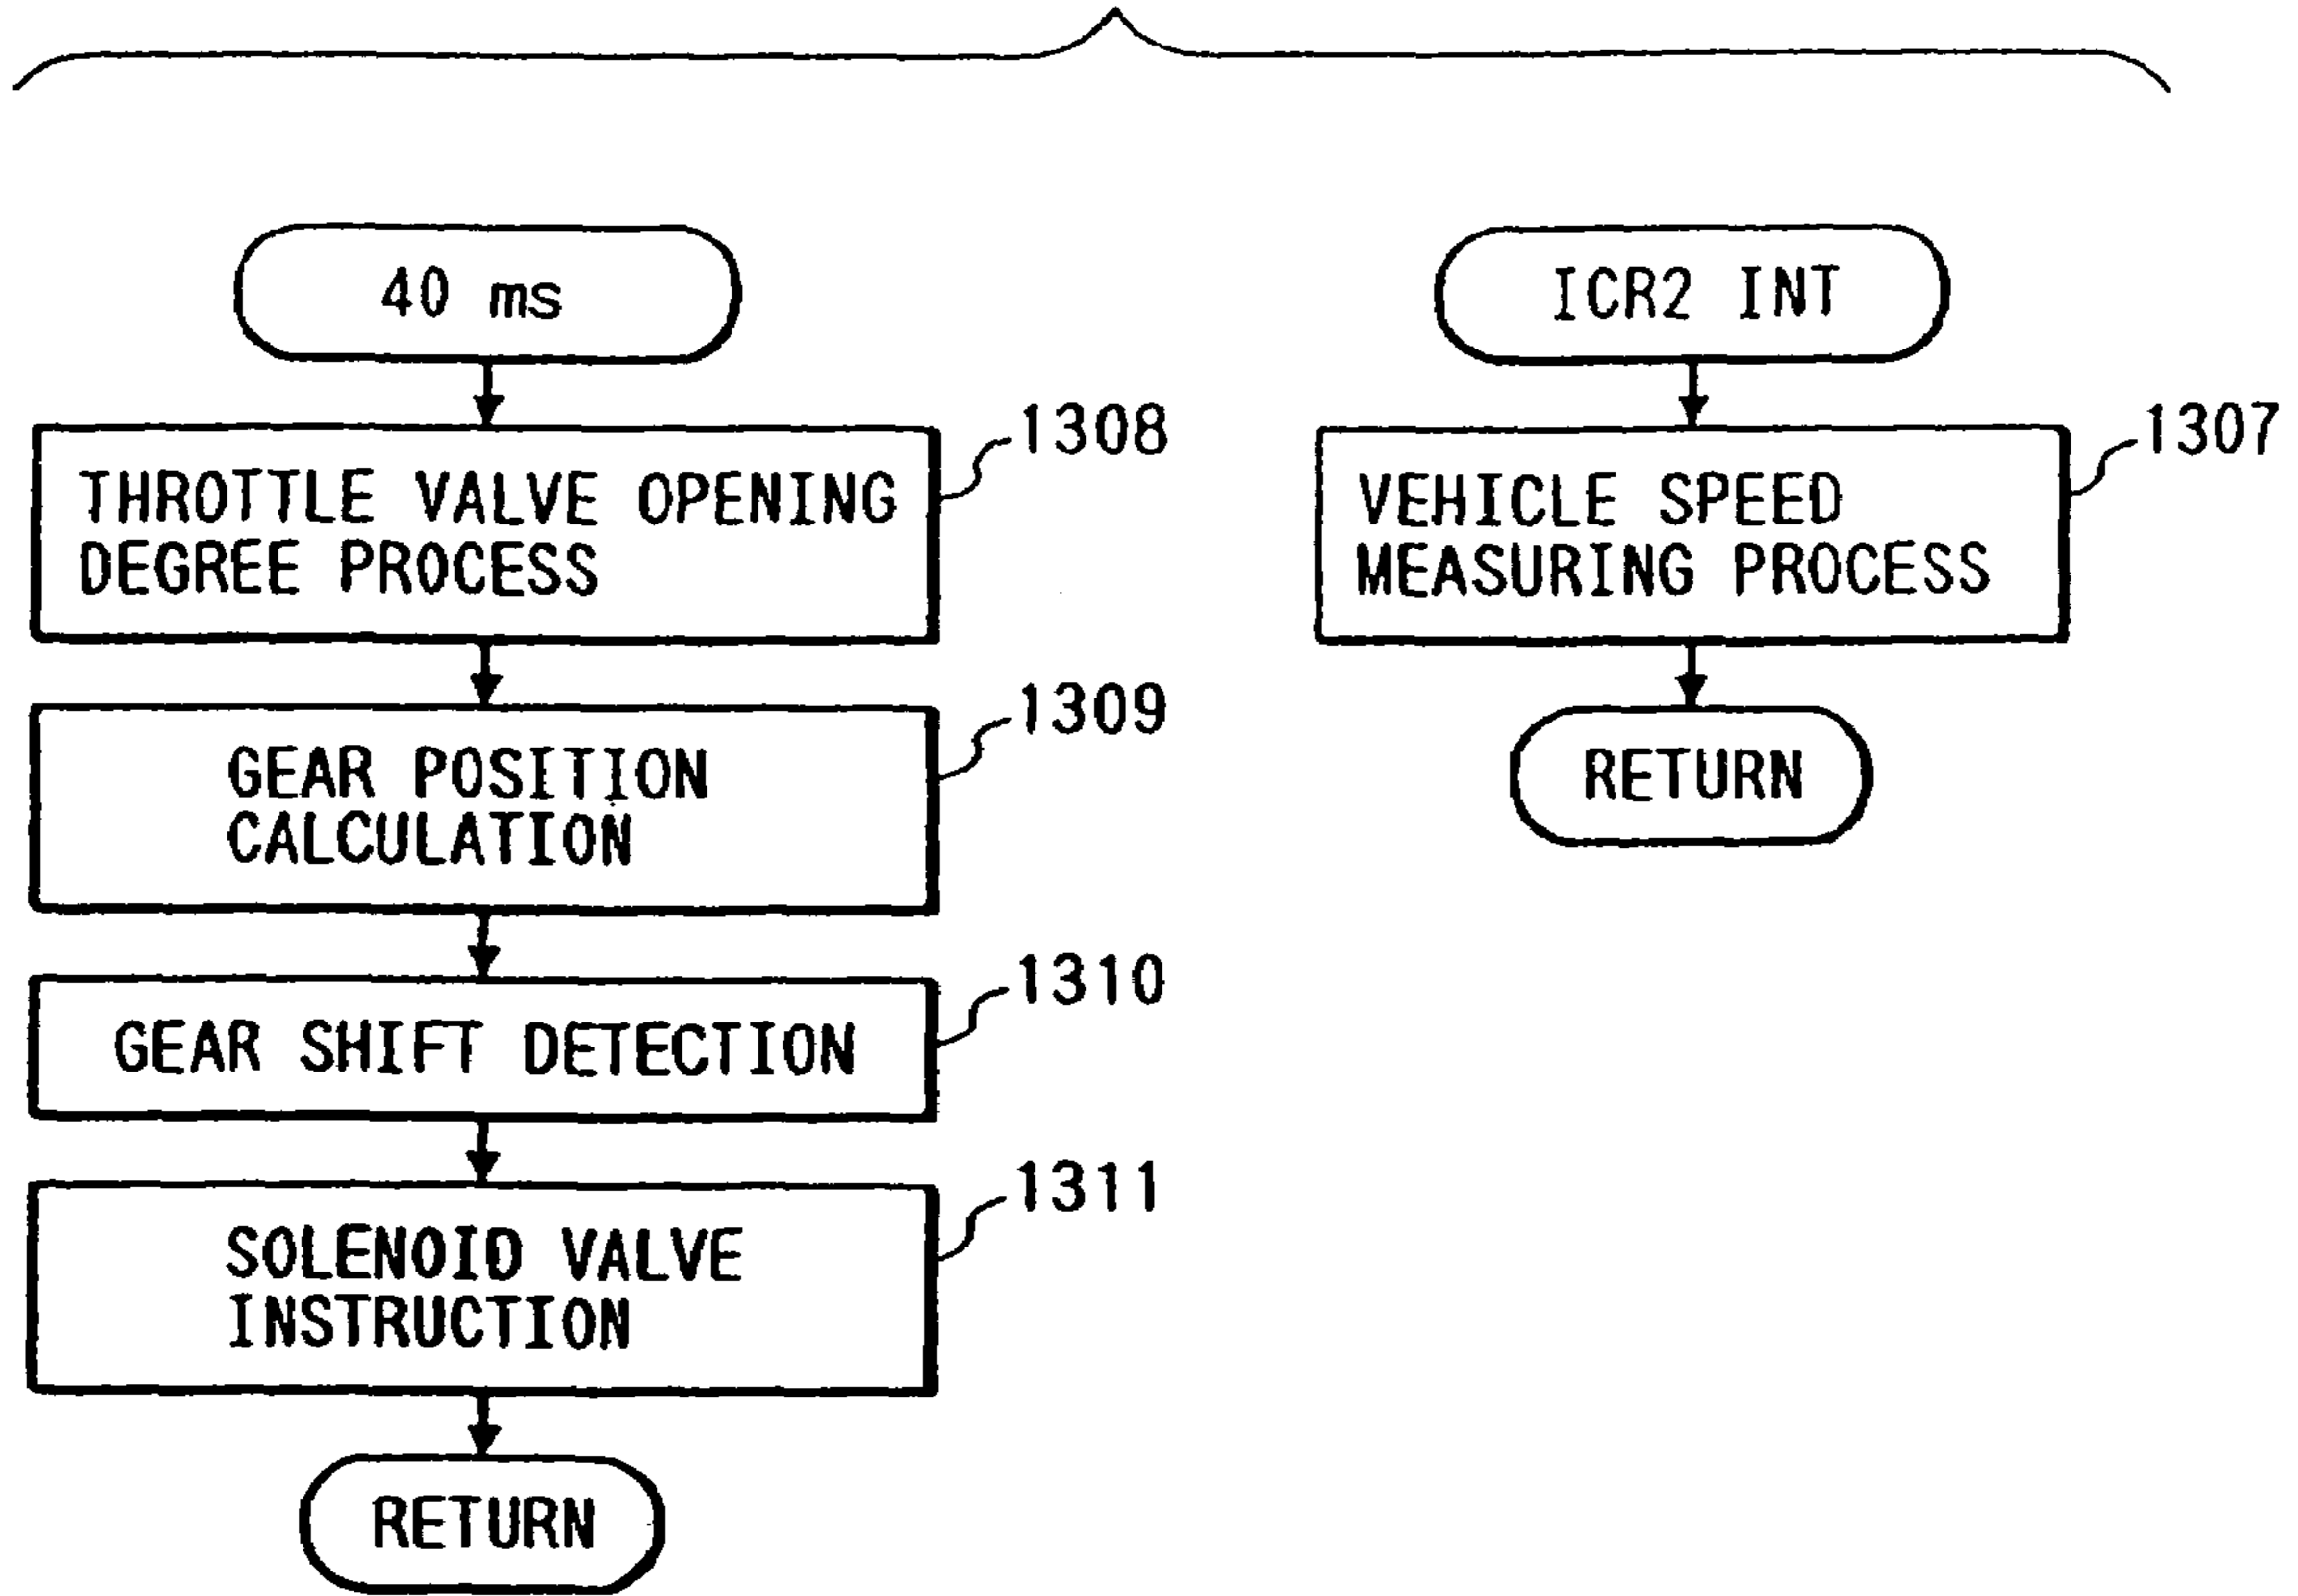 40 ms
1308
THROTTLE VALVE OPENING
DEGREE PROCESS
1309
GEAR POSITION
CALCULATION
1310
GEAR SHIFT DETECTION
1311
SOLENOID VALVE
INSTRUCTION
RETURN
ICR2 INT
1307
VEHICLE SPEED
MEASURING PROCESS
RETURN